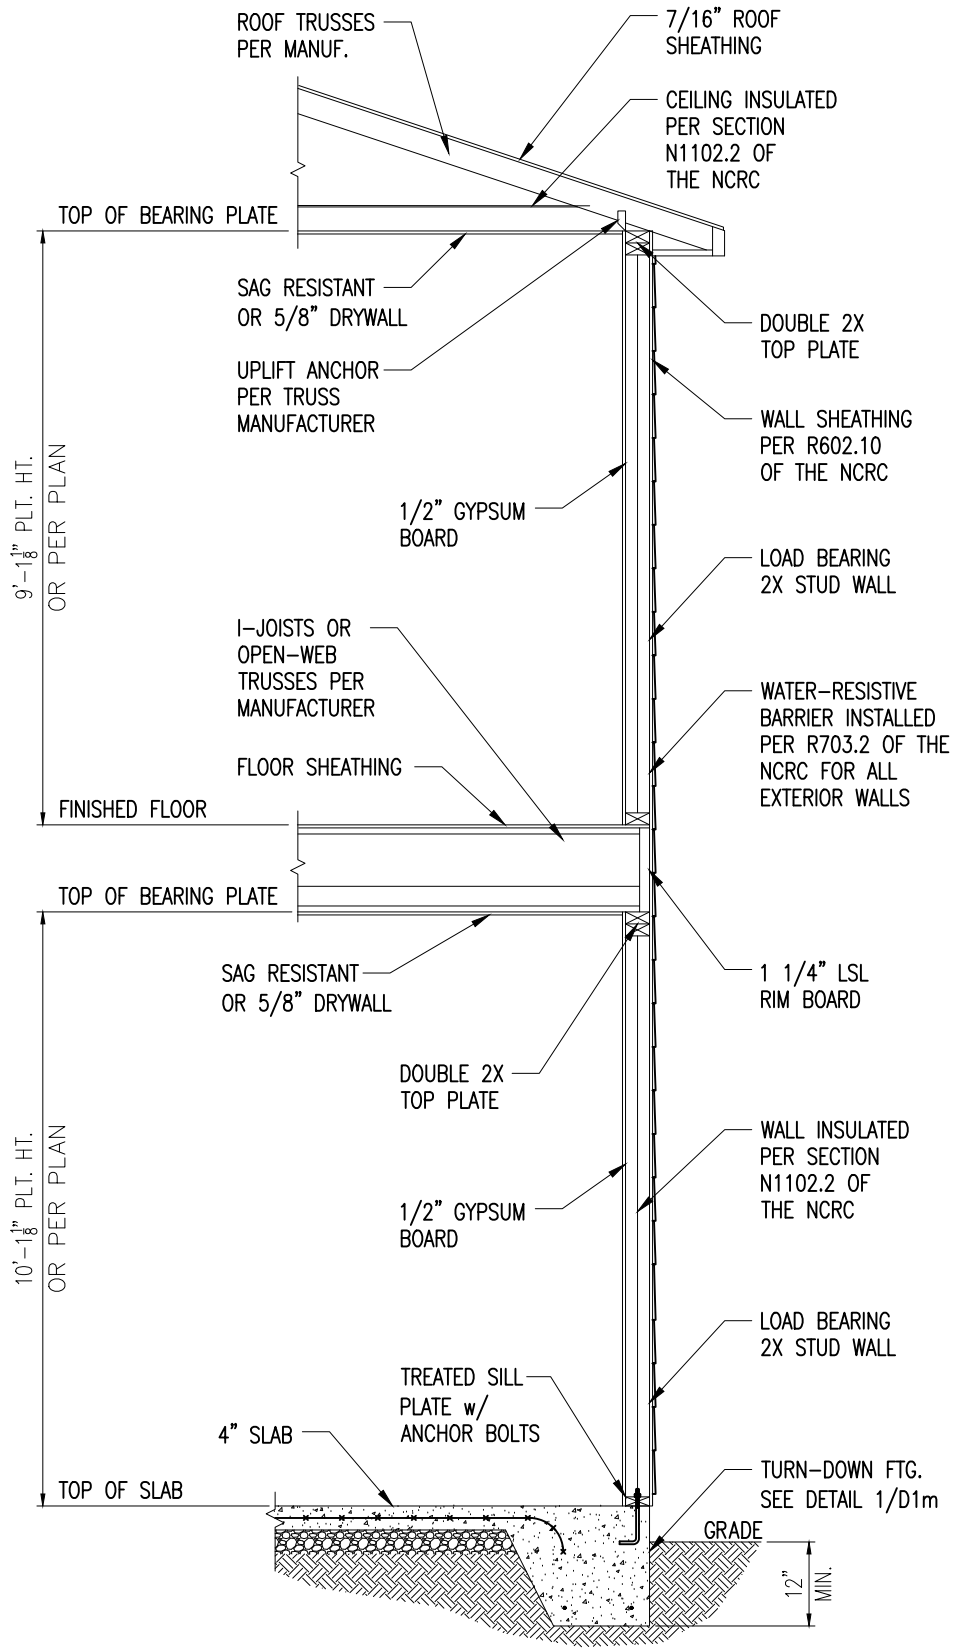 ROOF TRUSSES
PER MANUF.
7/16” ROOF
SHEATHING
CEILING INSULATED
PER SECTION
N1102.2 OF
THE NCRC
TOP OF BEARING PLATE
SAG RESISTANT
OR 5/8” DRYWALL
DOUBLE 2X
TOP PLATE
UPLIFT ANCHOR
PER TRUSS
MANUFACTURER
WALL SHEATHING
PER R602.10
OF THE NCRC
9'-1⅛” PLT. HT.
OR PER PLAN
1/2” GYPSUM
BOARD
LOAD BEARING
2X STUD WALL
I-JOISTS OR
OPEN-WEB
TRUSSES PER
MANUFACTURER
WATER-RESISTIVE
BARRIER INSTALLED
PER R703.2 OF THE
NCRC FOR ALL
EXTERIOR WALLS
FLOOR SHEATHING
FINISHED FLOOR
TOP OF BEARING PLATE
SAG RESISTANT
OR 5/8” DRYWALL
1 1/4” LSL
RIM BOARD
DOUBLE 2X
TOP PLATE
WALL INSULATED
PER SECTION
N1102.2 OF
THE NCRC
10'-1⅛” PLT. HT.
OR PER PLAN
1/2” GYPSUM
BOARD
LOAD BEARING
2X STUD WALL
TREATED SILL
PLATE w/
ANCHOR BOLTS
4” SLAB
TOP OF SLAB
TURN-DOWN FTG.
SEE DETAIL 1/D1m
GRADE
12”
MIN.